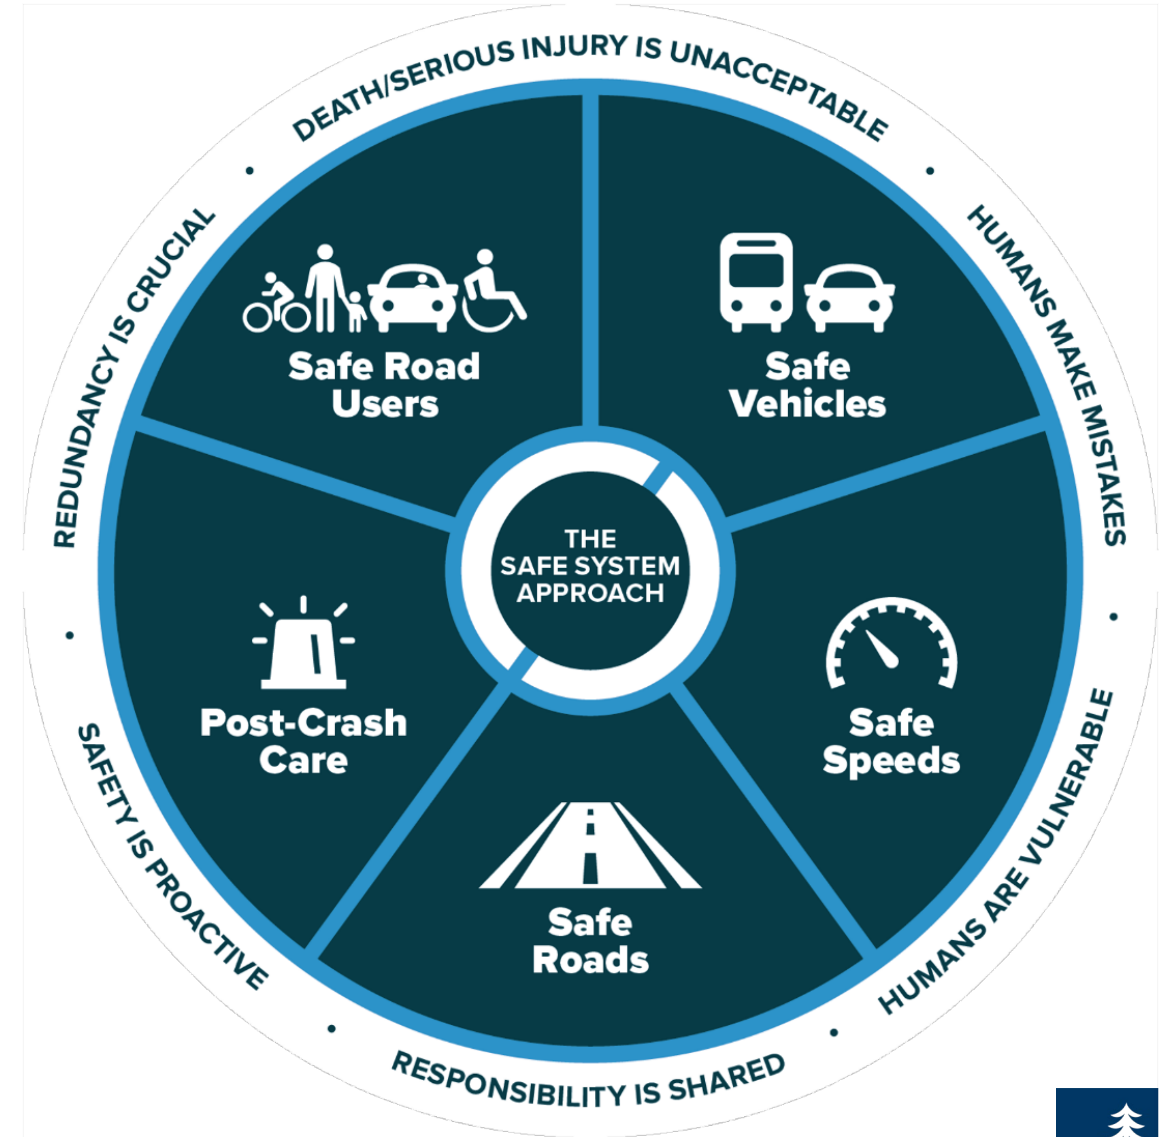 DEATH/SERIOUS INJURY IS UNACCEPTABLE
HUMANS MAKE MISTAKES
HUMANS ARE VULNERABLE
RESPONSIBILITY IS SHARED
SAFETY IS PROACTIVE
REDUNDANCY IS CRUCIAL
Safe Road
Users
Safe
Vehicles
THE
SAFE SYSTEM
APPROACH
Post-Crash
Care
Safe
Speeds
Safe
Roads